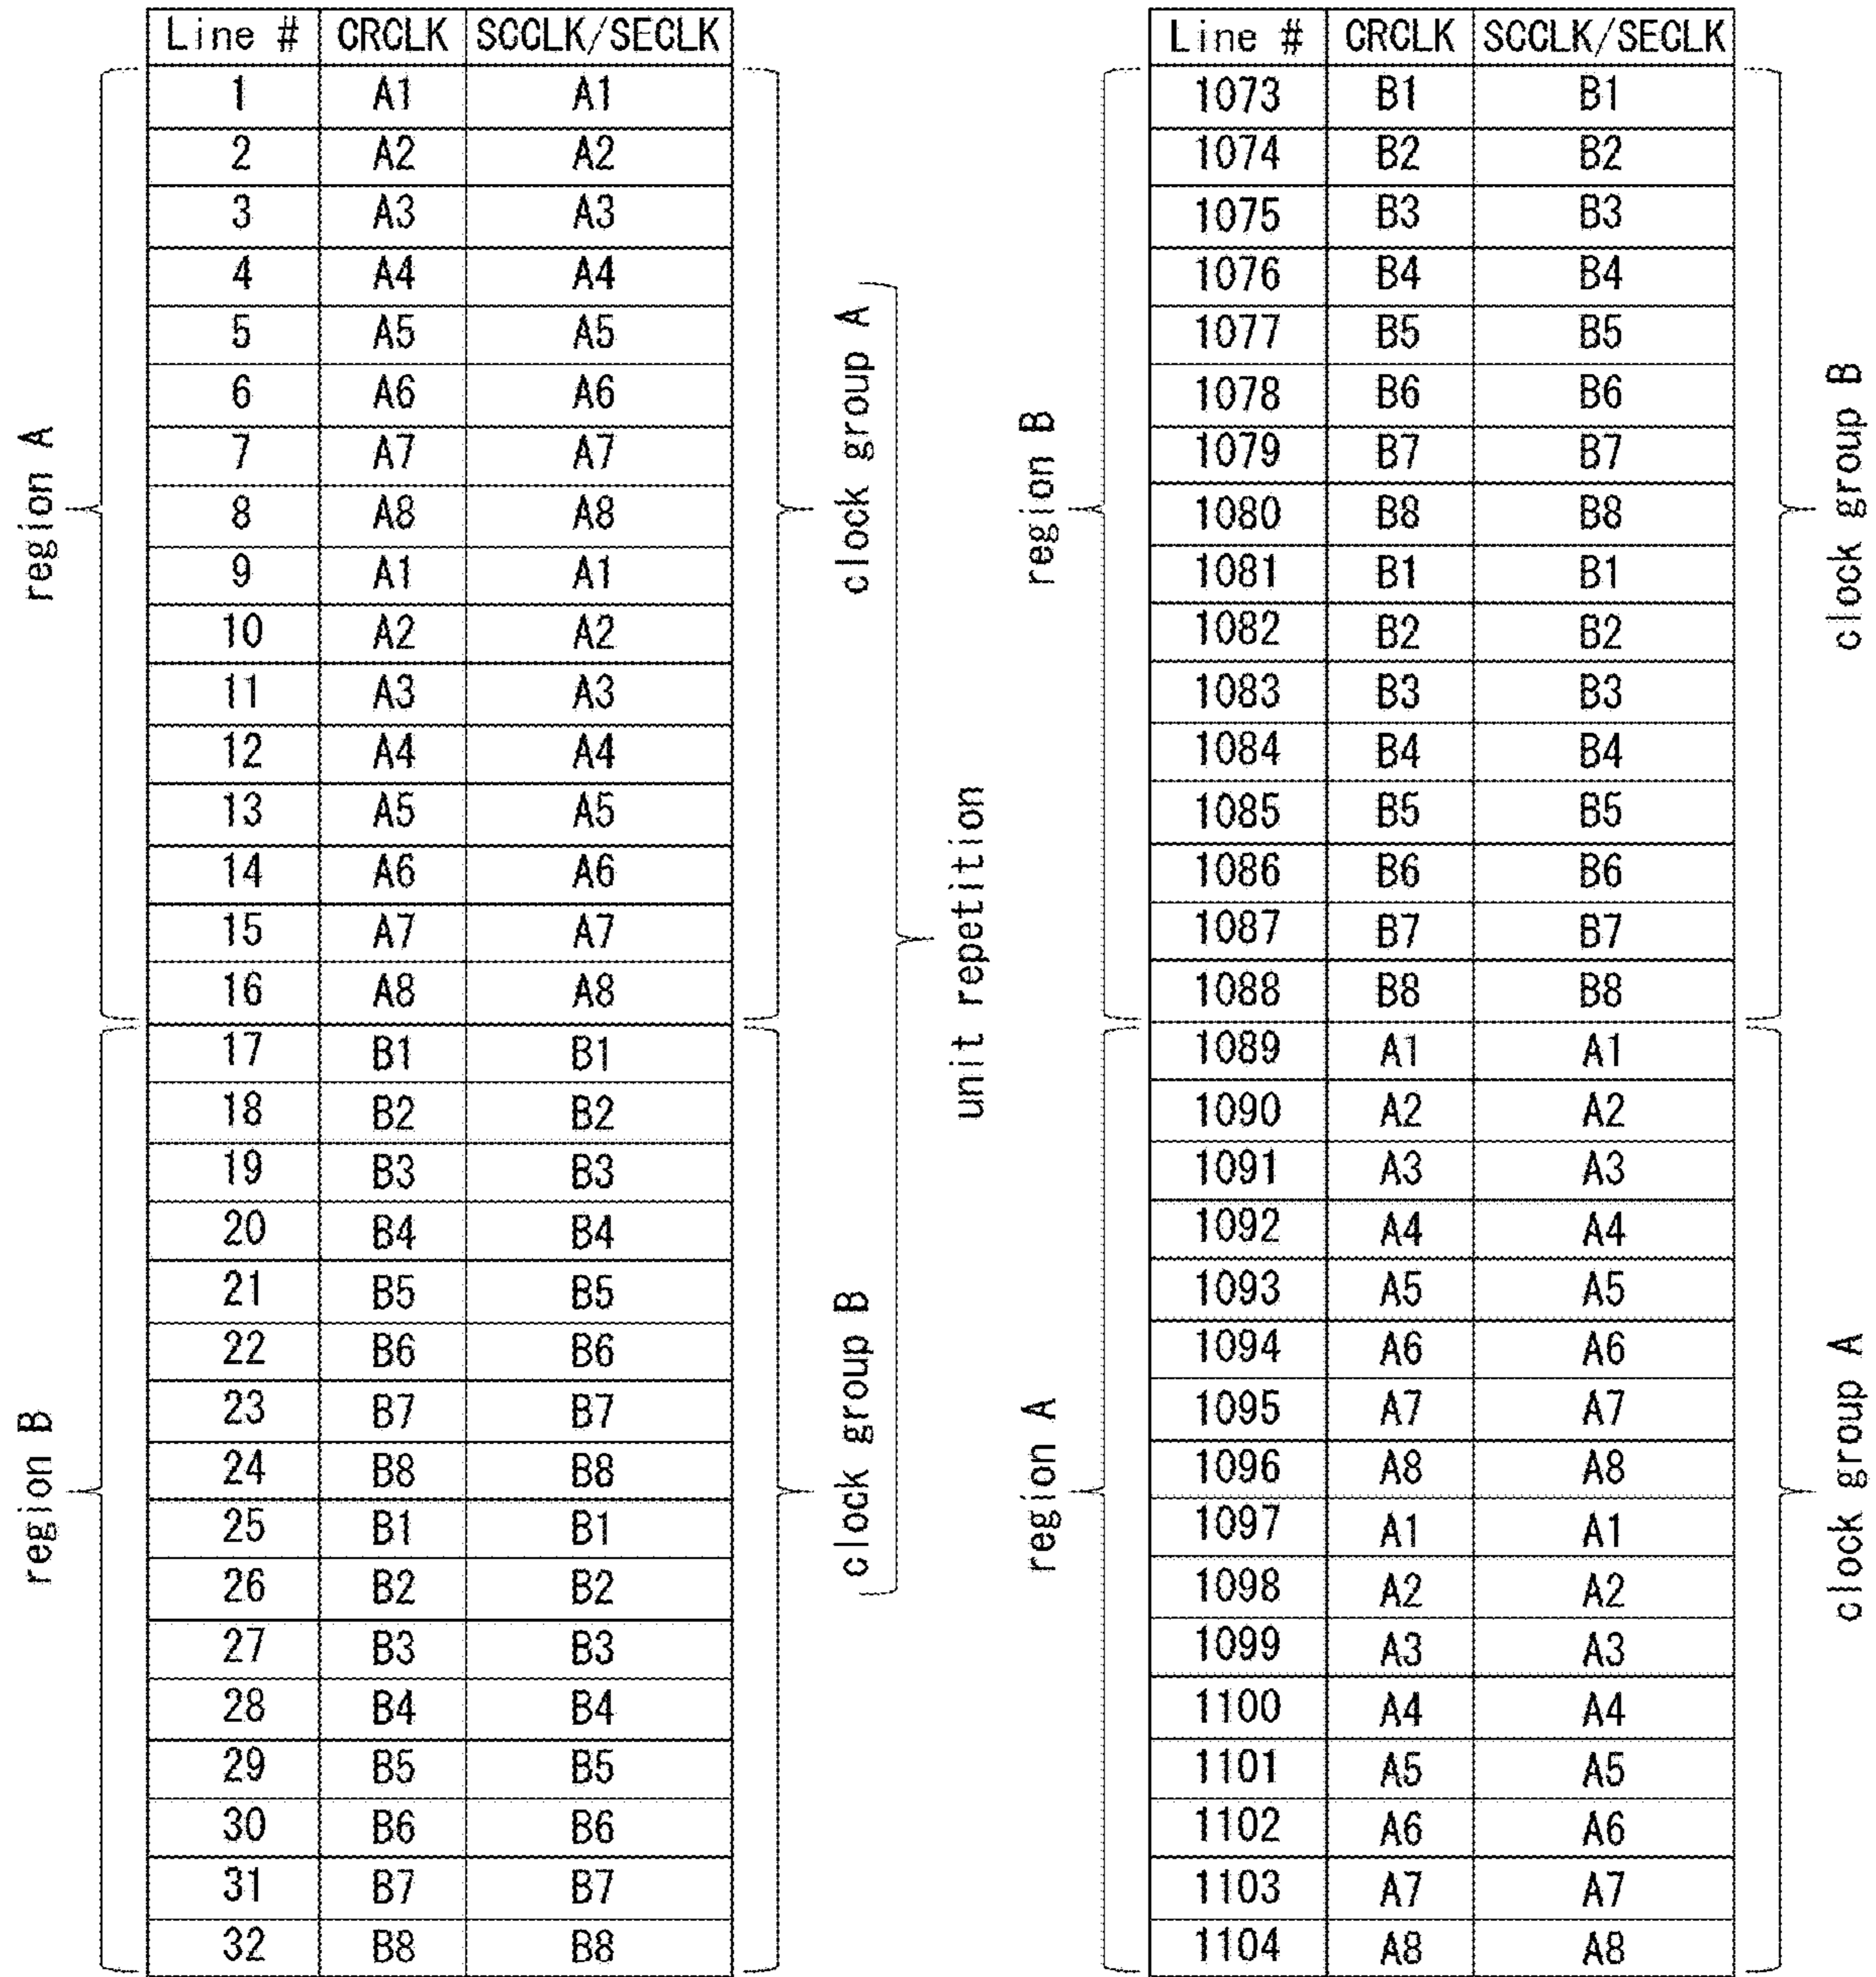 Line # CRCLK SCCLK/SECLK
1 A1 A1
2 A2 A2
3 A3 A3
4 A4 A4
5 A5 A5
6 A6 A6
7 A7 A7
8 A8 A8
9 A1 A1
10 A2 A2
11 A3 A3
12 A4 A4
13 A5 A5
14 A6 A6
15 A7 A7
16 A8 A8
17 B1 B1
18 B2 B2
19 B3 B3
20 B4 B4
21 B5 B5
22 B6 B6
23 B7 B7
24 B8 B8
25 B1 B1
26 B2 B2
27 B3 B3
28 B4 B4
29 B5 B5
30 B6 B6
31 B7 B7
32 B8 B8
region A
region B
clock group A
clock group B
unit repetition
Line # CRCLK SCCLK/SECLK
1073 B1 B1
1074 B2 B2
1075 B3 B3
1076 B4 B4
1077 B5 B5
1078 B6 B6
1079 B7 B7
1080 B8 B8
1081 B1 B1
1082 B2 B2
1083 B3 B3
1084 B4 B4
1085 B5 B5
1086 B6 B6
1087 B7 B7
1088 B8 B8
1089 A1 A1
1090 A2 A2
1091 A3 A3
1092 A4 A4
1093 A5 A5
1094 A6 A6
1095 A7 A7
1096 A8 A8
1097 A1 A1
1098 A2 A2
1099 A3 A3
1100 A4 A4
1101 A5 A5
1102 A6 A6
1103 A7 A7
1104 A8 A8
region B
region A
clock group B
clock group A